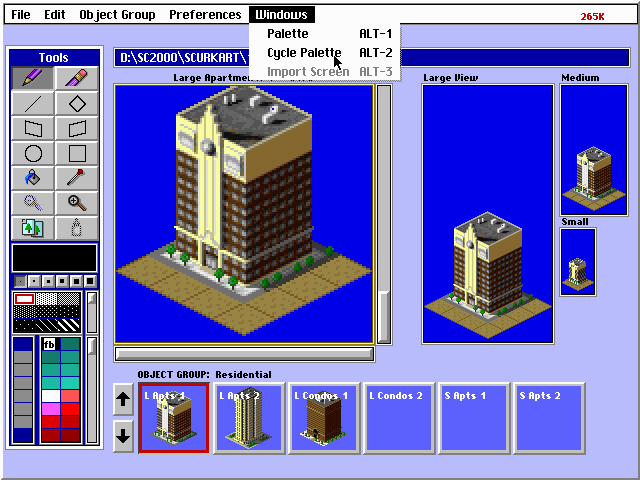 File Edit Object Group Preferences Windows 265K
Palette ALT-1
Cycle Palette ALT-2
Import Screen ALT-3
Tools
D:\SC2000\SCURKART\
Large Apartment
Large View
Medium
Small
fb
OBJECT GROUP: Residential
L Apts 1
L Apts 2
L Condos 1
L Condos 2
S Apts 1
S Apts 2